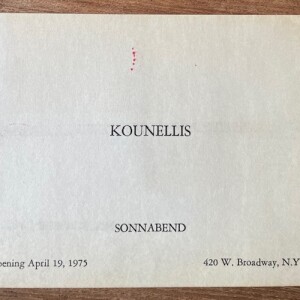 KOUNELLIS
SONNABEND
pening April 19, 1975
420 W. Broadway, N.Y